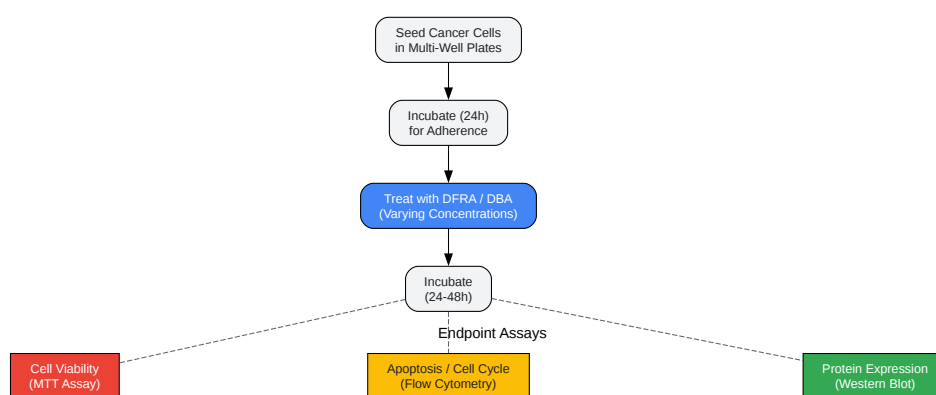 Seed Cancer Cells
in Multi-Well Plates
Incubate (24h)
for Adherence
Treat with DFRA / DBA
(Varying Concentrations)
Incubate
(24-48h)
Endpoint Assays
Cell Viability
(MTT Assay)
Apoptosis / Cell Cycle
(Flow Cytometry)
Protein Expression
(Western Blot)